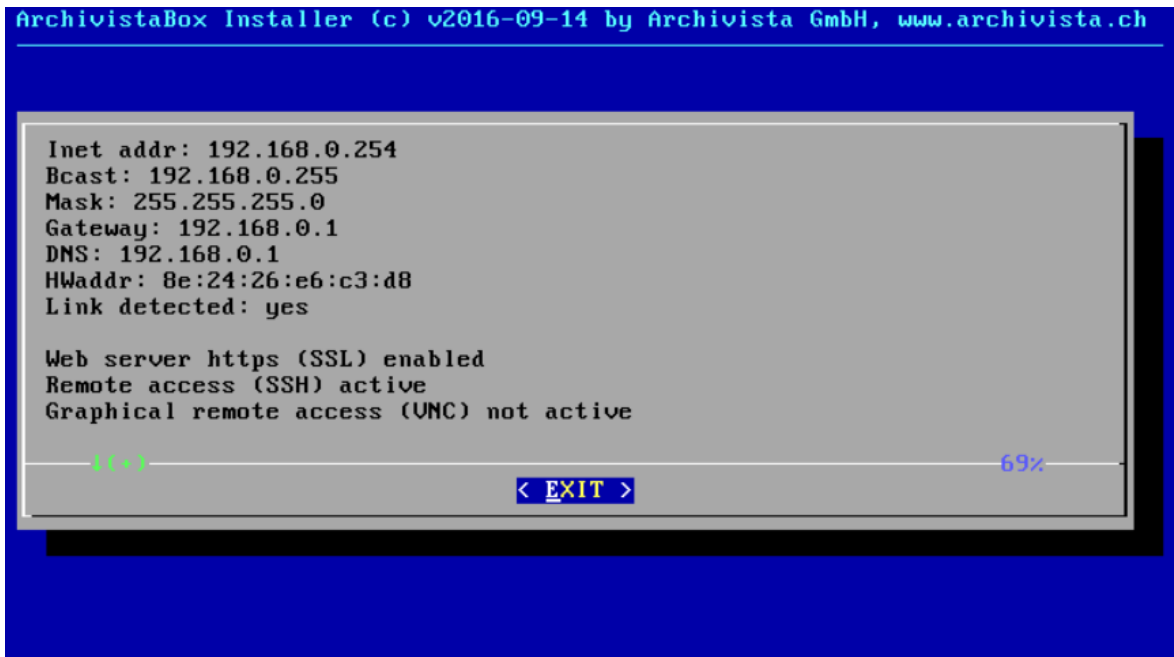 ArchivistaBox Installer (c) v2016-09-14 by Archivista GmbH, www.archivista.ch
Inet addr: 192.168.0.254
Bcast: 192.168.0.255
Mask: 255.255.255.0
Gateway: 192.168.0.1
DNS: 192.168.0.1
HWaddr: 8e:24:26:e6:c3:d8
Link detected: yes
Web server https (SSL) enabled
Remote access (SSH) active
Graphical remote access (VNC) not active
↓(+) 69%
< EXIT >